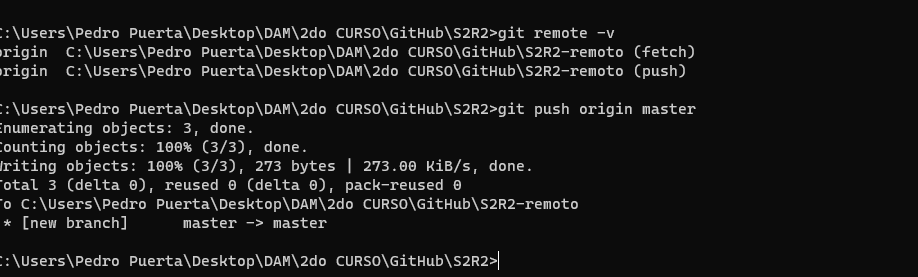 C:\Users\Pedro Puerta\Desktop\DAM\2do CURSO\GitHub\S2R2>git remote -v
origin  C:\Users\Pedro Puerta\Desktop\DAM\2do CURSO\GitHub\S2R2-remoto (fetch)
origin  C:\Users\Pedro Puerta\Desktop\DAM\2do CURSO\GitHub\S2R2-remoto (push)
C:\Users\Pedro Puerta\Desktop\DAM\2do CURSO\GitHub\S2R2>git push origin master
Enumerating objects: 3, done.
Counting objects: 100% (3/3), done.
Writing objects: 100% (3/3), 273 bytes | 273.00 KiB/s, done.
Total 3 (delta 0), reused 0 (delta 0), pack-reused 0
To C:\Users\Pedro Puerta\Desktop\DAM\2do CURSO\GitHub\S2R2-remoto
 * [new branch]      master -> master
C:\Users\Pedro Puerta\Desktop\DAM\2do CURSO\GitHub\S2R2>